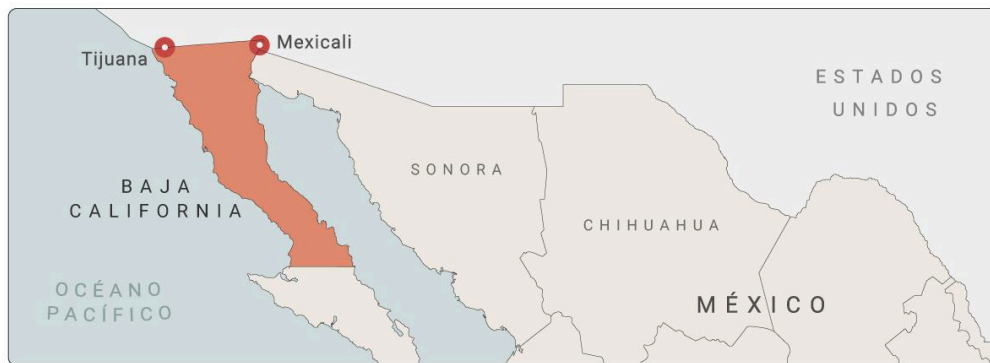 Tijuana
Mexicali
ESTADOS
UNIDOS
BAJA
CALIFORNIA
SONORA
CHIHUAHUA
OCÉANO
PACÍFICO
MÉXICO